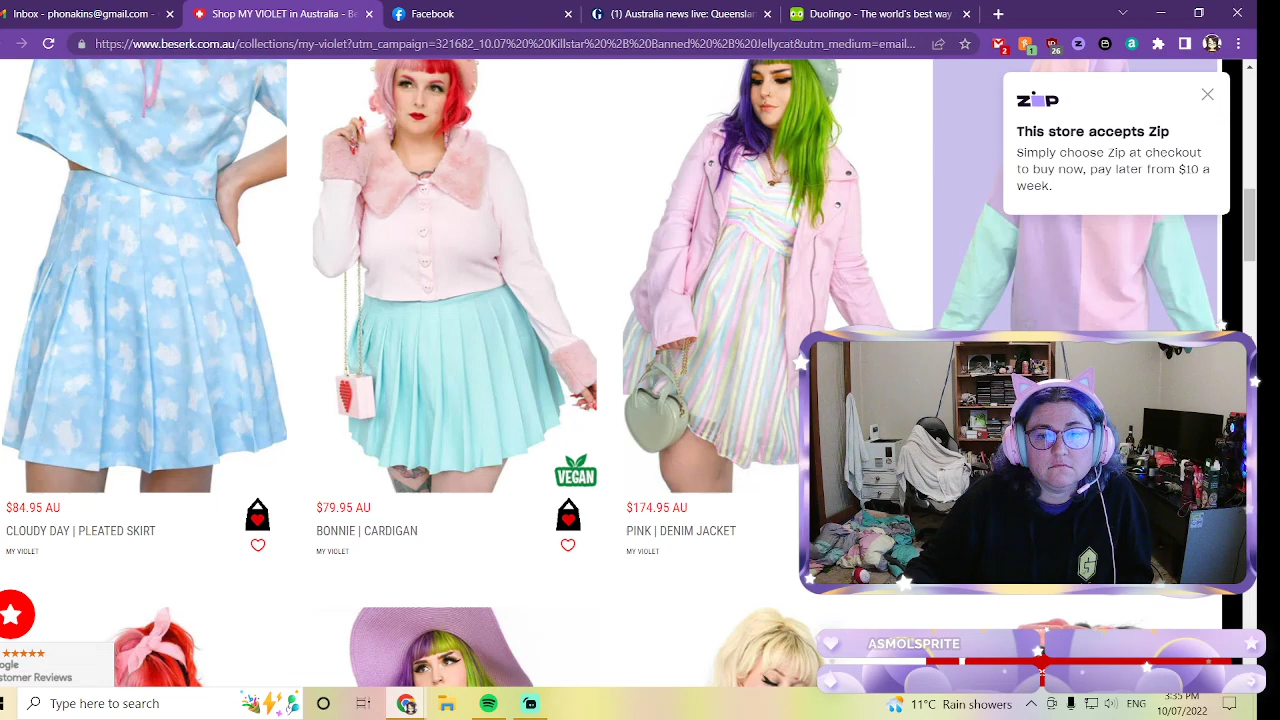 Inbox - phonaking@gmail.com
Shop MY VIOLET - Beserk
Facebook
(1) Australia news live: Queenslan
Duolingo - The world's best way
https://www.beserk.com.au/collections/my-violet?utm_campaign=321682_10.07%20%20Killstar%20%2B%20Banned%20%2B%20Jellycat&utm_medium=email...
2
1
26
zip
This store accepts Zip
Simply choose Zip at checkout
to buy now, pay later from $10 a
week.
VEGAN
$84.95 AU
$79.95 AU
$174.95 AU
CLOUDY DAY | PLEATED SKIRT
BONNIE | CARDIGAN
PINK | DENIM JACKET
MY VIOLET
MY VIOLET
MY VIOLET
ASMOLSPRITE
ogle
stomer Reviews
Type here to search
11°C Rain showers
ENG
3:35 PM
10/07/2022